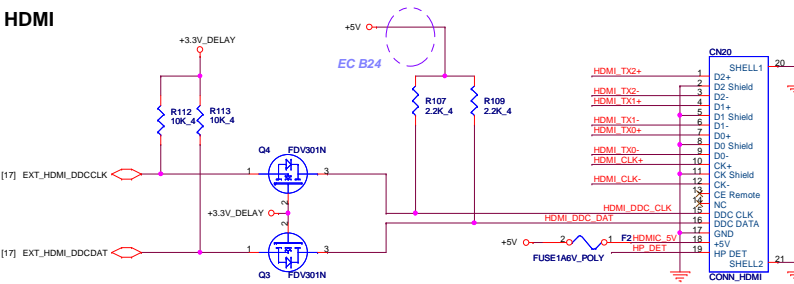 HDMI
+3.3V_DELAY
+5V
EC B24
R112
10K_4
R113
10K_4
R107
2.2K_4
R109
2.2K_4
Q4
FDV301N
[17] EXT_HDMI_DDCCLK
1
3
2
+3.3V_DELAY
2
[17] EXT_HDMI_DDCDAT
1
3
Q3
FDV301N
HDMI_DDC_CLK
HDMI_DDC_DAT
+5V
2
1
F2
HDMIC_5V
HP_DET
FUSE1A6V_POLY
HDMI_TX2+
HDMI_TX2-
HDMI_TX1+
HDMI_TX1-
HDMI_TX0+
HDMI_TX0-
HDMI_CLK+
HDMI_CLK-
CN20
SHELL1 20
1 D2+
2 D2 Shield
3 D2-
4 D1+
5 D1 Shield
6 D1-
7 D0+
8 D0 Shield
9 D0-
10 CK+
11 CK Shield
12 CK-
13 CE Remote
14 NC
15 DDC CLK
16 DDC DATA
17 GND
18 +5V
19 HP DET
SHELL2 21
CONN_HDMI